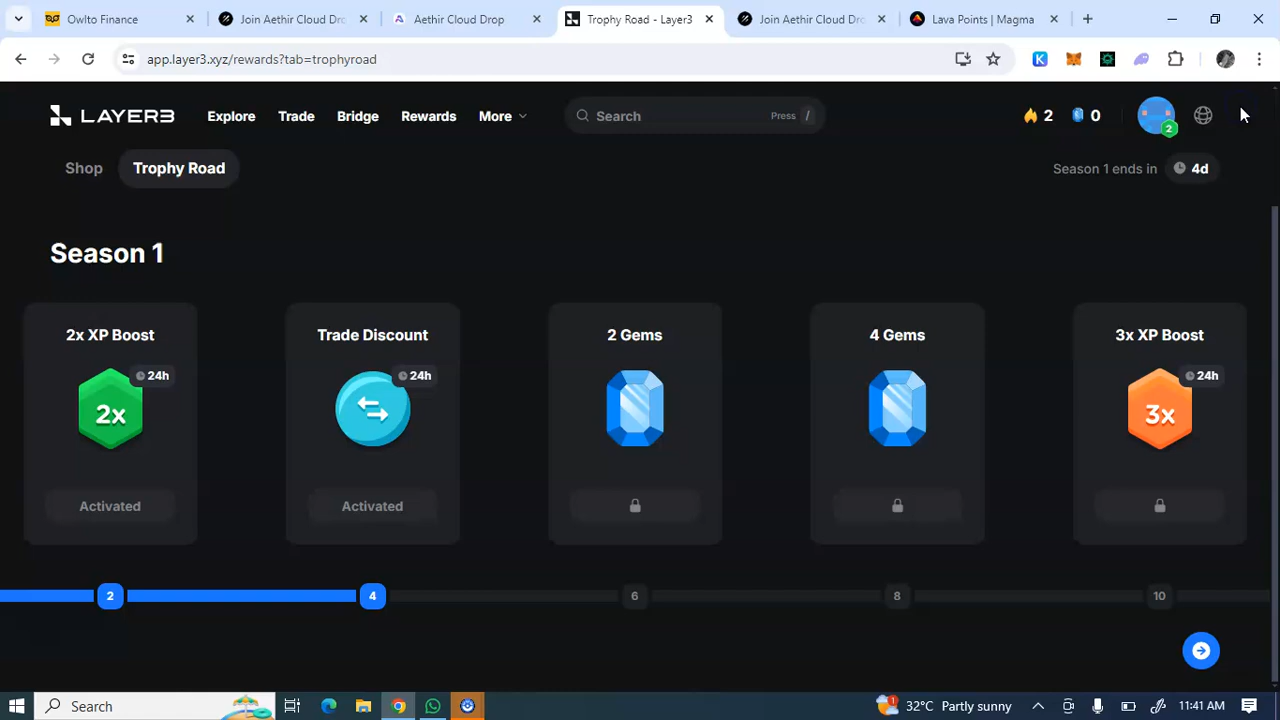 Owlto Finance
Join Aethir Cloud Dro
Aethir Cloud Drop
Trophy Road - Layer3
Join Aethir Cloud Dro
Lava Points | Magma
app.layer3.xyz/rewards?tab=trophyroad
LAYER3
Explore
Trade
Bridge
Rewards
More
Search
Press /
2
0
2
Shop
Trophy Road
Season 1 ends in
4d
Season 1
2x XP Boost
Trade Discount
2 Gems
4 Gems
3x XP Boost
24h
24h
24h
2x
3x
Activated
Activated
2
4
6
8
10
Search
1
32°C Partly sunny
11:41 AM